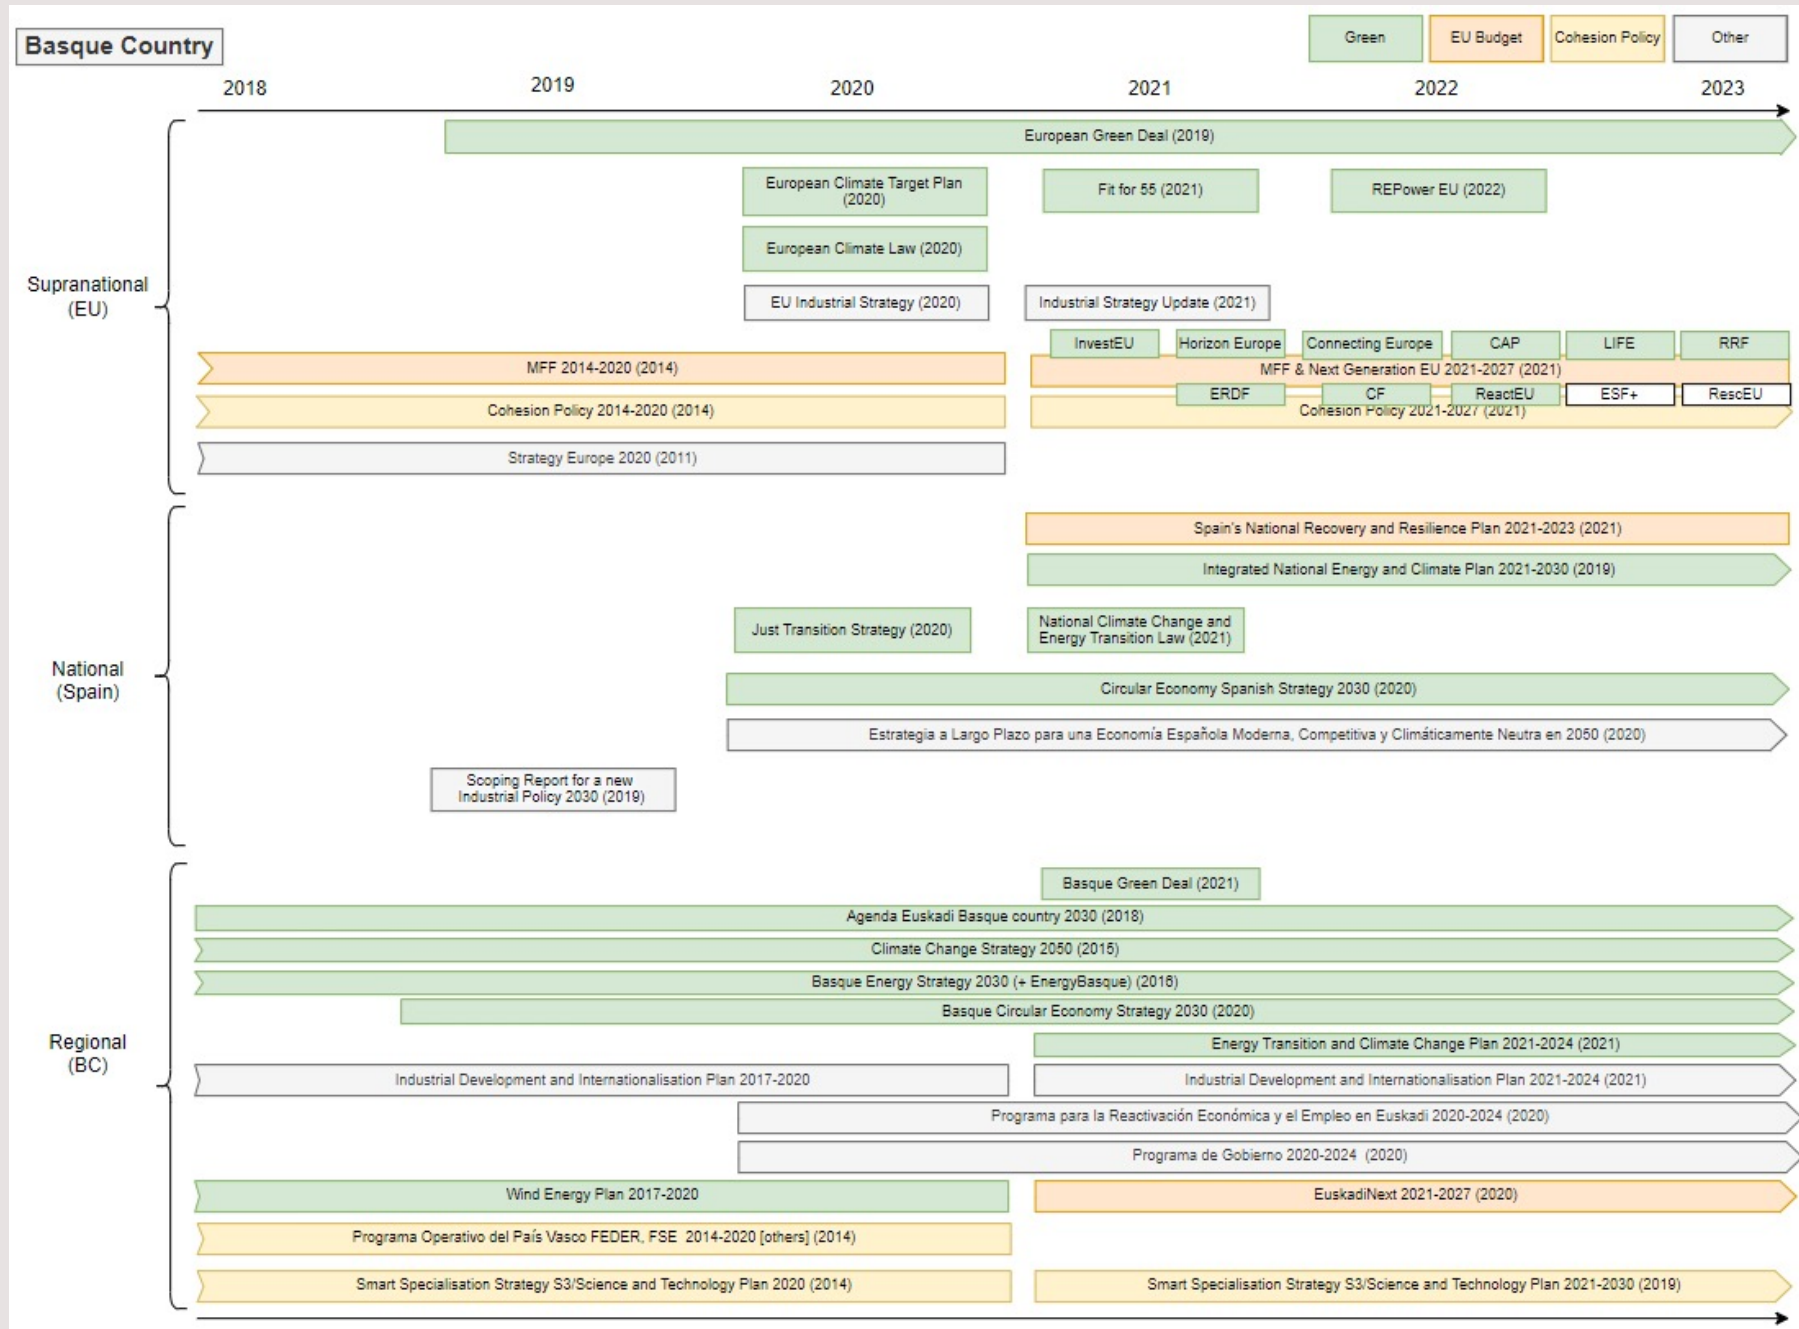 Basque Country
Green
EU Budget
Cohesion Policy
Other
2018
2019
2020
2021
2022
2023
Supranational
(EU)
European Green Deal (2019)
European Climate Target Plan
(2020)
Fit for 55 (2021)
REPower EU (2022)
European Climate Law (2020)
EU Industrial Strategy (2020)
Industrial Strategy Update (2021)
InvestEU
Horizon Europe
Connecting Europe
CAP
LIFE
RRF
MFF 2014-2020 (2014)
MFF & Next Generation EU 2021-2027 (2021)
ERDF
CF
ReactEU
ESF+
RescEU
Cohesion Policy 2014-2020 (2014)
Cohesion Policy 2021-2027 (2021)
Strategy Europe 2020 (2011)
National
(Spain)
Spain's National Recovery and Resilience Plan 2021-2023 (2021)
Integrated National Energy and Climate Plan 2021-2030 (2019)
Just Transition Strategy (2020)
National Climate Change and
Energy Transition Law (2021)
Circular Economy Spanish Strategy 2030 (2020)
Estrategia a Largo Plazo para una Economía Española Moderna, Competitiva y Climáticamente Neutra en 2050 (2020)
Scoping Report for a new
Industrial Policy 2030 (2019)
Regional
(BC)
Basque Green Deal (2021)
Agenda Euskadi Basque country 2030 (2018)
Climate Change Strategy 2050 (2015)
Basque Energy Strategy 2030 (+ EnergyBasque) (2016)
Basque Circular Economy Strategy 2030 (2020)
Energy Transition and Climate Change Plan 2021-2024 (2021)
Industrial Development and Internationalisation Plan 2017-2020
Industrial Development and Internationalisation Plan 2021-2024 (2021)
Programa para la Reactivación Económica y el Empleo en Euskadi 2020-2024 (2020)
Programa de Gobierno 2020-2024 (2020)
Wind Energy Plan 2017-2020
EuskadiNext 2021-2027 (2020)
Programa Operativo del País Vasco FEDER, FSE 2014-2020 [others] (2014)
Smart Specialisation Strategy S3/Science and Technology Plan 2020 (2014)
Smart Specialisation Strategy S3/Science and Technology Plan 2021-2030 (2019)